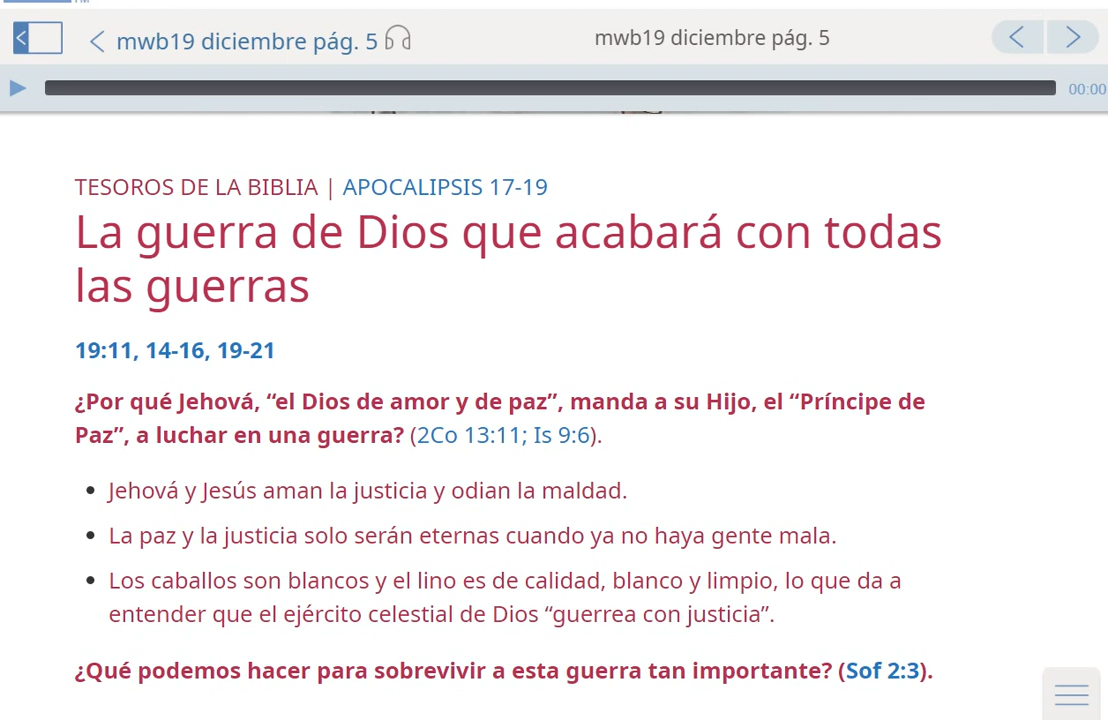 mwb19 diciembre pág. 5
mwb19 diciembre pág. 5
00:00
TESOROS DE LA BIBLIA | APOCALIPSIS 17-19
La guerra de Dios que acabará con todas
las guerras
19:11, 14-16, 19-21
¿Por qué Jehová, “el Dios de amor y de paz”, manda a su Hijo, el “Príncipe de
Paz”, a luchar en una guerra? (2Co 13:11; Is 9:6).
• Jehová y Jesús aman la justicia y odian la maldad.
• La paz y la justicia solo serán eternas cuando ya no haya gente mala.
• Los caballos son blancos y el lino es de calidad, blanco y limpio, lo que da a
entender que el ejército celestial de Dios “guerrea con justicia”.
¿Qué podemos hacer para sobrevivir a esta guerra tan importante? (Sof 2:3).